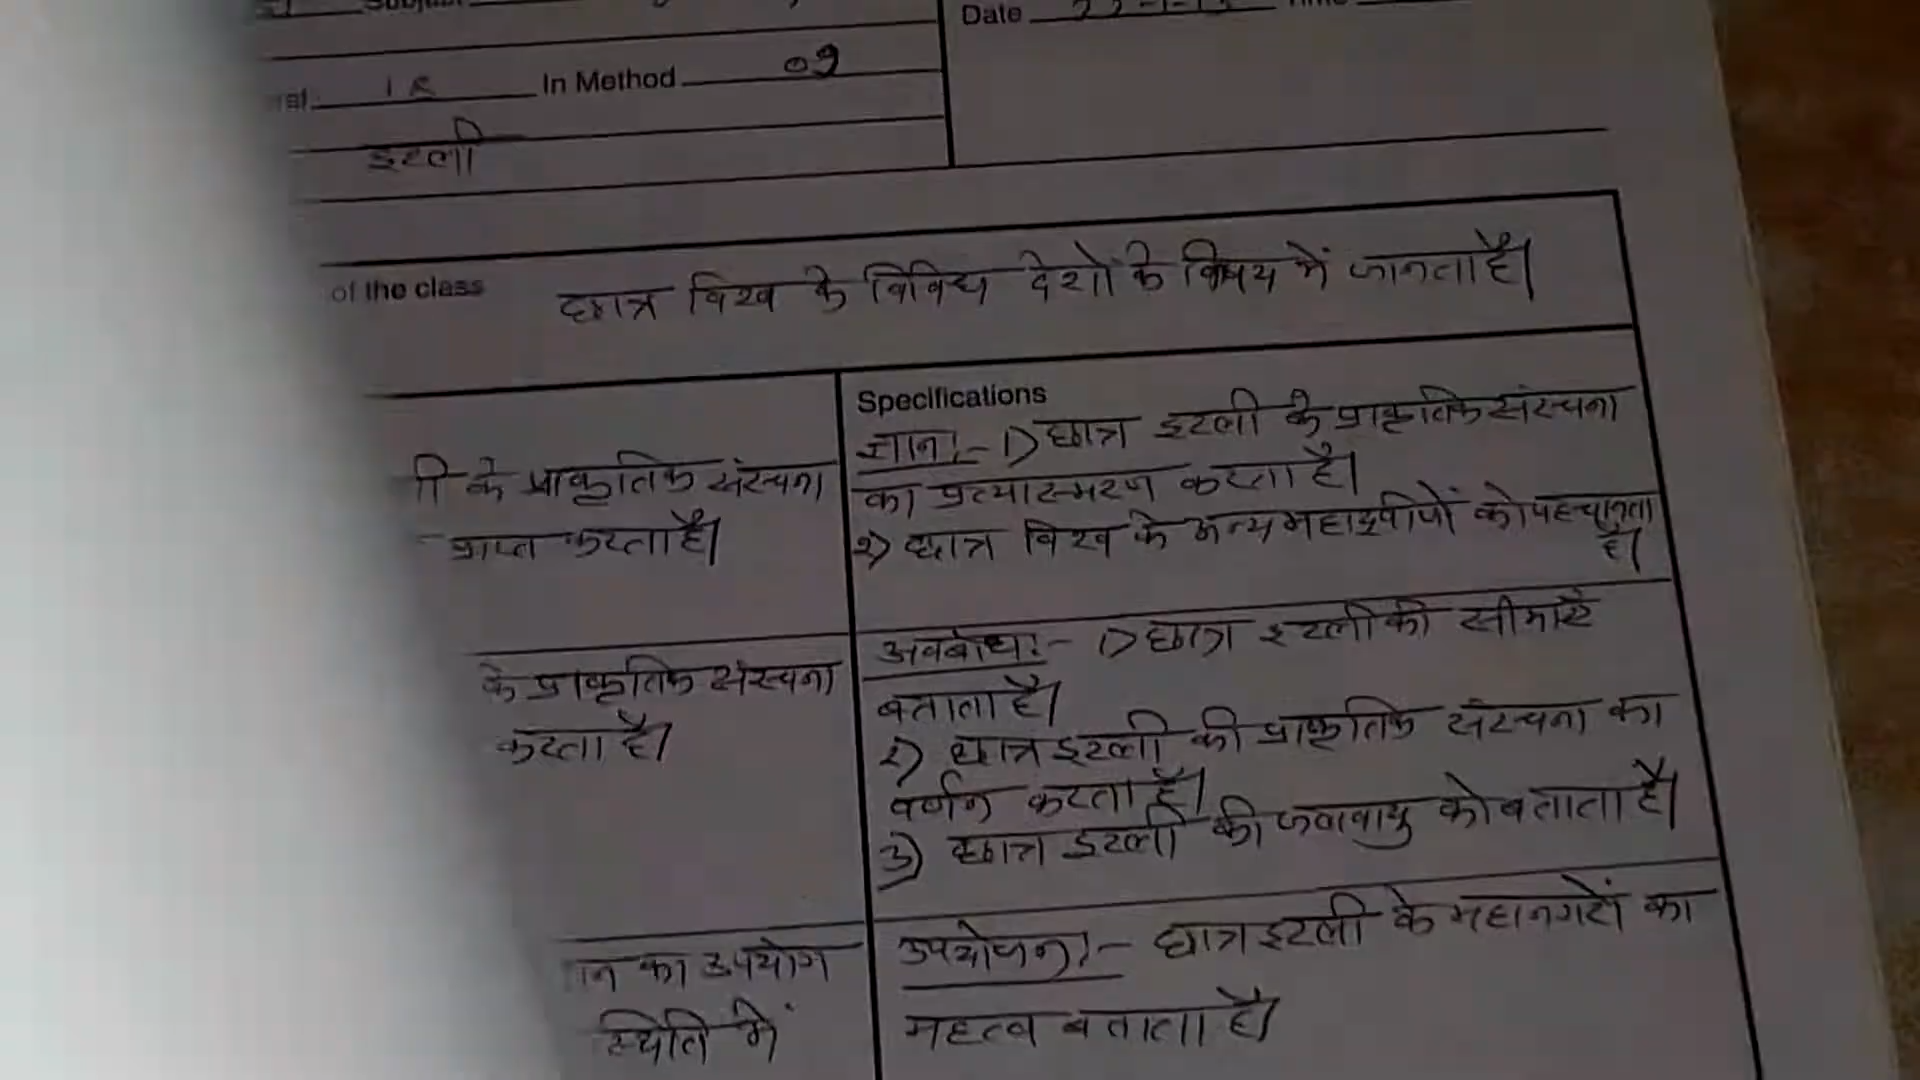 Subject
Date
In Method 09
इटली
of the class छात्र विश्व के विविध देशों के विषय में जानता है।
Specifications
ज्ञान:- 1) छात्र इटली के प्राकृतिक संरचना
के प्राकृतिक संरचना का प्रत्यास्मरण करता है।
प्राप्त करता है। 2) छात्र विश्व के अन्य महाद्वीपों को पहचानता
है।
अवबोध:- 1) छात्र इटली की सीमाएं
के प्राकृतिक संरचना बताता है।
करता है। 2) छात्र इटली की प्राकृतिक संरचना का
वर्णन करता है।
3) छात्र इटली की जलवायु को बताता है।
का उपयोग उपयोजन:- छात्र इटली के महानगरों का
स्थिति में महत्व बताता है।